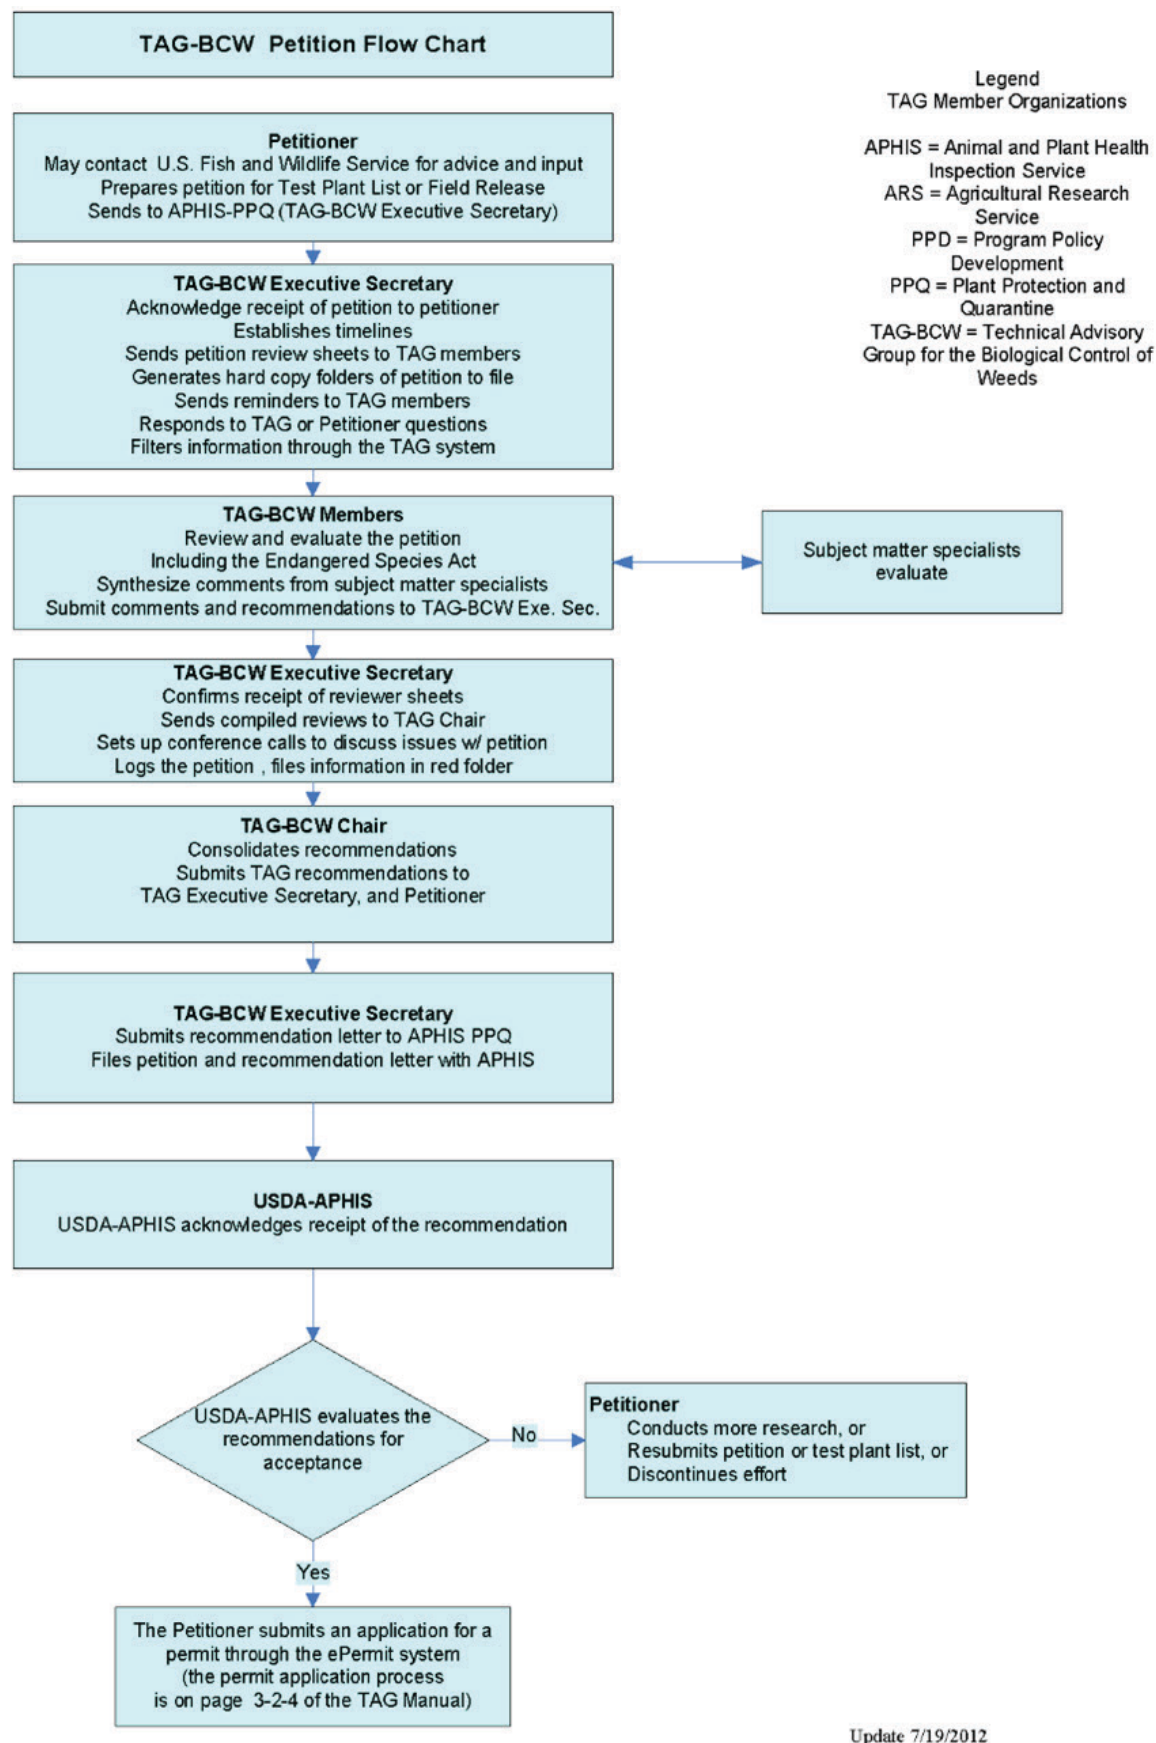 TAG-BCW Petition Flow Chart
Legend
TAG Member Organizations
APHIS = Animal and Plant Health
Inspection Service
ARS = Agricultural Research
Service
PPD = Program Policy
Development
PPQ = Plant Protection and
Quarantine
TAG-BCW = Technical Advisory
Group for the Biological Control of
Weeds
Petitioner
May contact U.S. Fish and Wildlife Service for advice and input
Prepares petition for Test Plant List or Field Release
Sends to APHIS-PPQ (TAG-BCW Executive Secretary)
TAG-BCW Executive Secretary
Acknowledge receipt of petition to petitioner
Establishes timelines
Sends petition review sheets to TAG members
Generates hard copy folders of petition to file
Sends reminders to TAG members
Responds to TAG or Petitioner questions
Filters information through the TAG system
TAG-BCW Members
Review and evaluate the petition
Including the Endangered Species Act
Synthesize comments from subject matter specialists
Submit comments and recommendations to TAG-BCW Exe. Sec.
Subject matter specialists
evaluate
TAG-BCW Executive Secretary
Confirms receipt of reviewer sheets
Sends compiled reviews to TAG Chair
Sets up conference calls to discuss issues w/ petition
Logs the petition , files information in red folder
TAG-BCW Chair
Consolidates recommendations
Submits TAG recommendations to
TAG Executive Secretary, and Petitioner
TAG-BCW Executive Secretary
Submits recommendation letter to APHIS PPQ
Files petition and recommendation letter with APHIS
USDA-APHIS
USDA-APHIS acknowledges receipt of the recommendation
USDA-APHIS evaluates the
recommendations for
acceptance
No
Petitioner
Conducts more research, or
Resubmits petition or test plant list, or
Discontinues effort
Yes
The Petitioner submits an application for a
permit through the ePermit system
(the permit application process
is on page 3-2-4 of the TAG Manual)
Update 7/19/2012